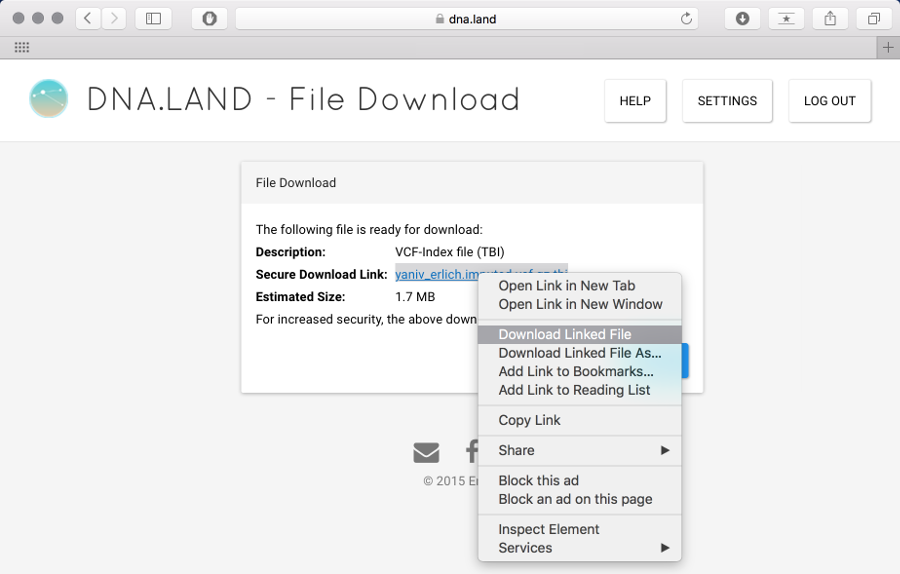 dna.land
DNA.LAND - File Download
HELP
SETTINGS
LOG OUT
File Download
The following file is ready for download:
Description: VCF-Index file (TBI)
Secure Download Link: yaniv_erlich.imputed.vcf.gz.tbi
Estimated Size: 1.7 MB
For increased security, the above down
Open Link in New Tab
Open Link in New Window
Download Linked File
Download Linked File As...
Add Link to Bookmarks...
Add Link to Reading List
Copy Link
Share
Block this ad
Block an ad on this page
Inspect Element
Services
© 2015